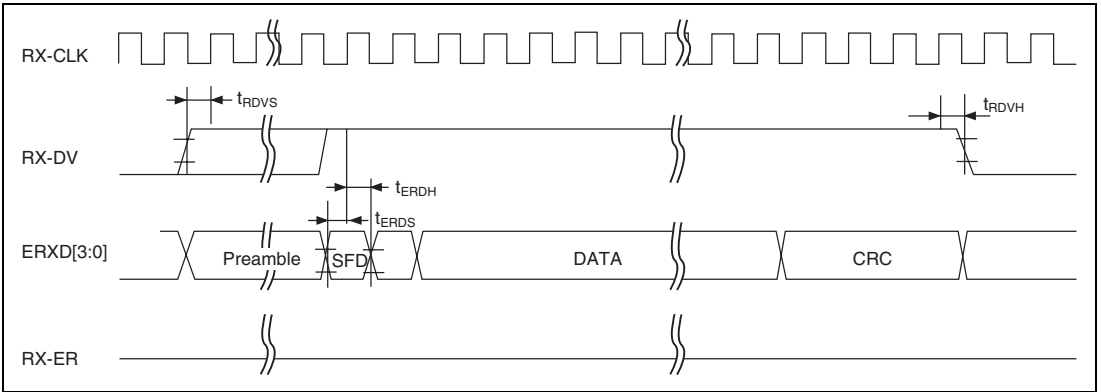 RX-CLK
tRDVS
tRDVH
RX-DV
tERDH
tERDS
ERXD[3:0]
Preamble
SFD
DATA
CRC
RX-ER